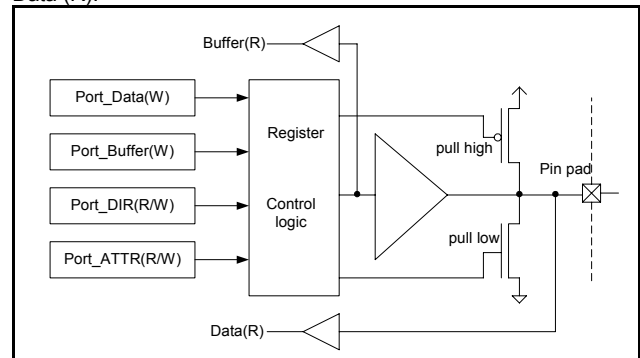 Data (R).
Buffer(R)
Port_Data(W)
Port_Buffer(W)
Port_DIR(R/W)
Port_ATTR(R/W)
Register
Control
logic
pull high
Pin pad
pull low
Data(R)